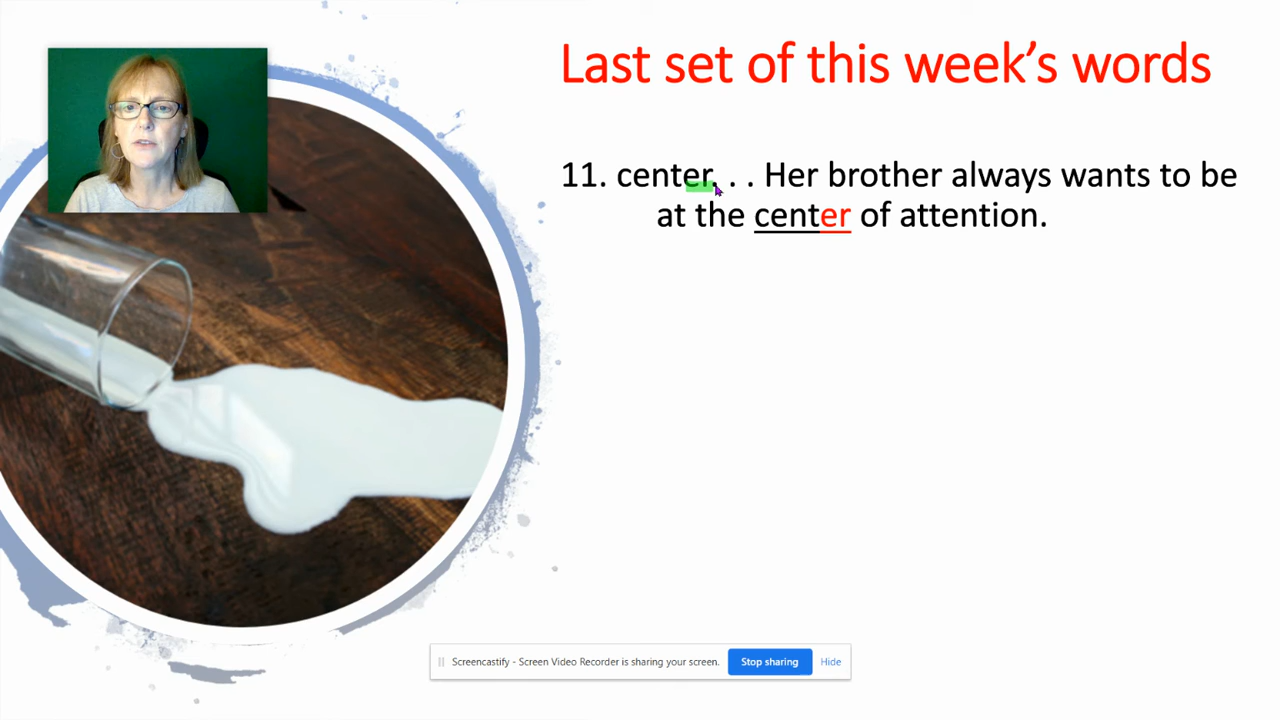 Last set of this week's words
11. center. . . Her brother always wants to be
at the center of attention.
Screencastify - Screen Video Recorder is sharing your screen.
Stop sharing
Hide